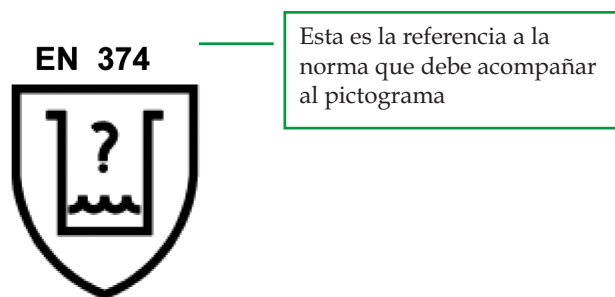 EN 374
?
Esta es la referencia a la
norma que debe acompañar
al pictograma